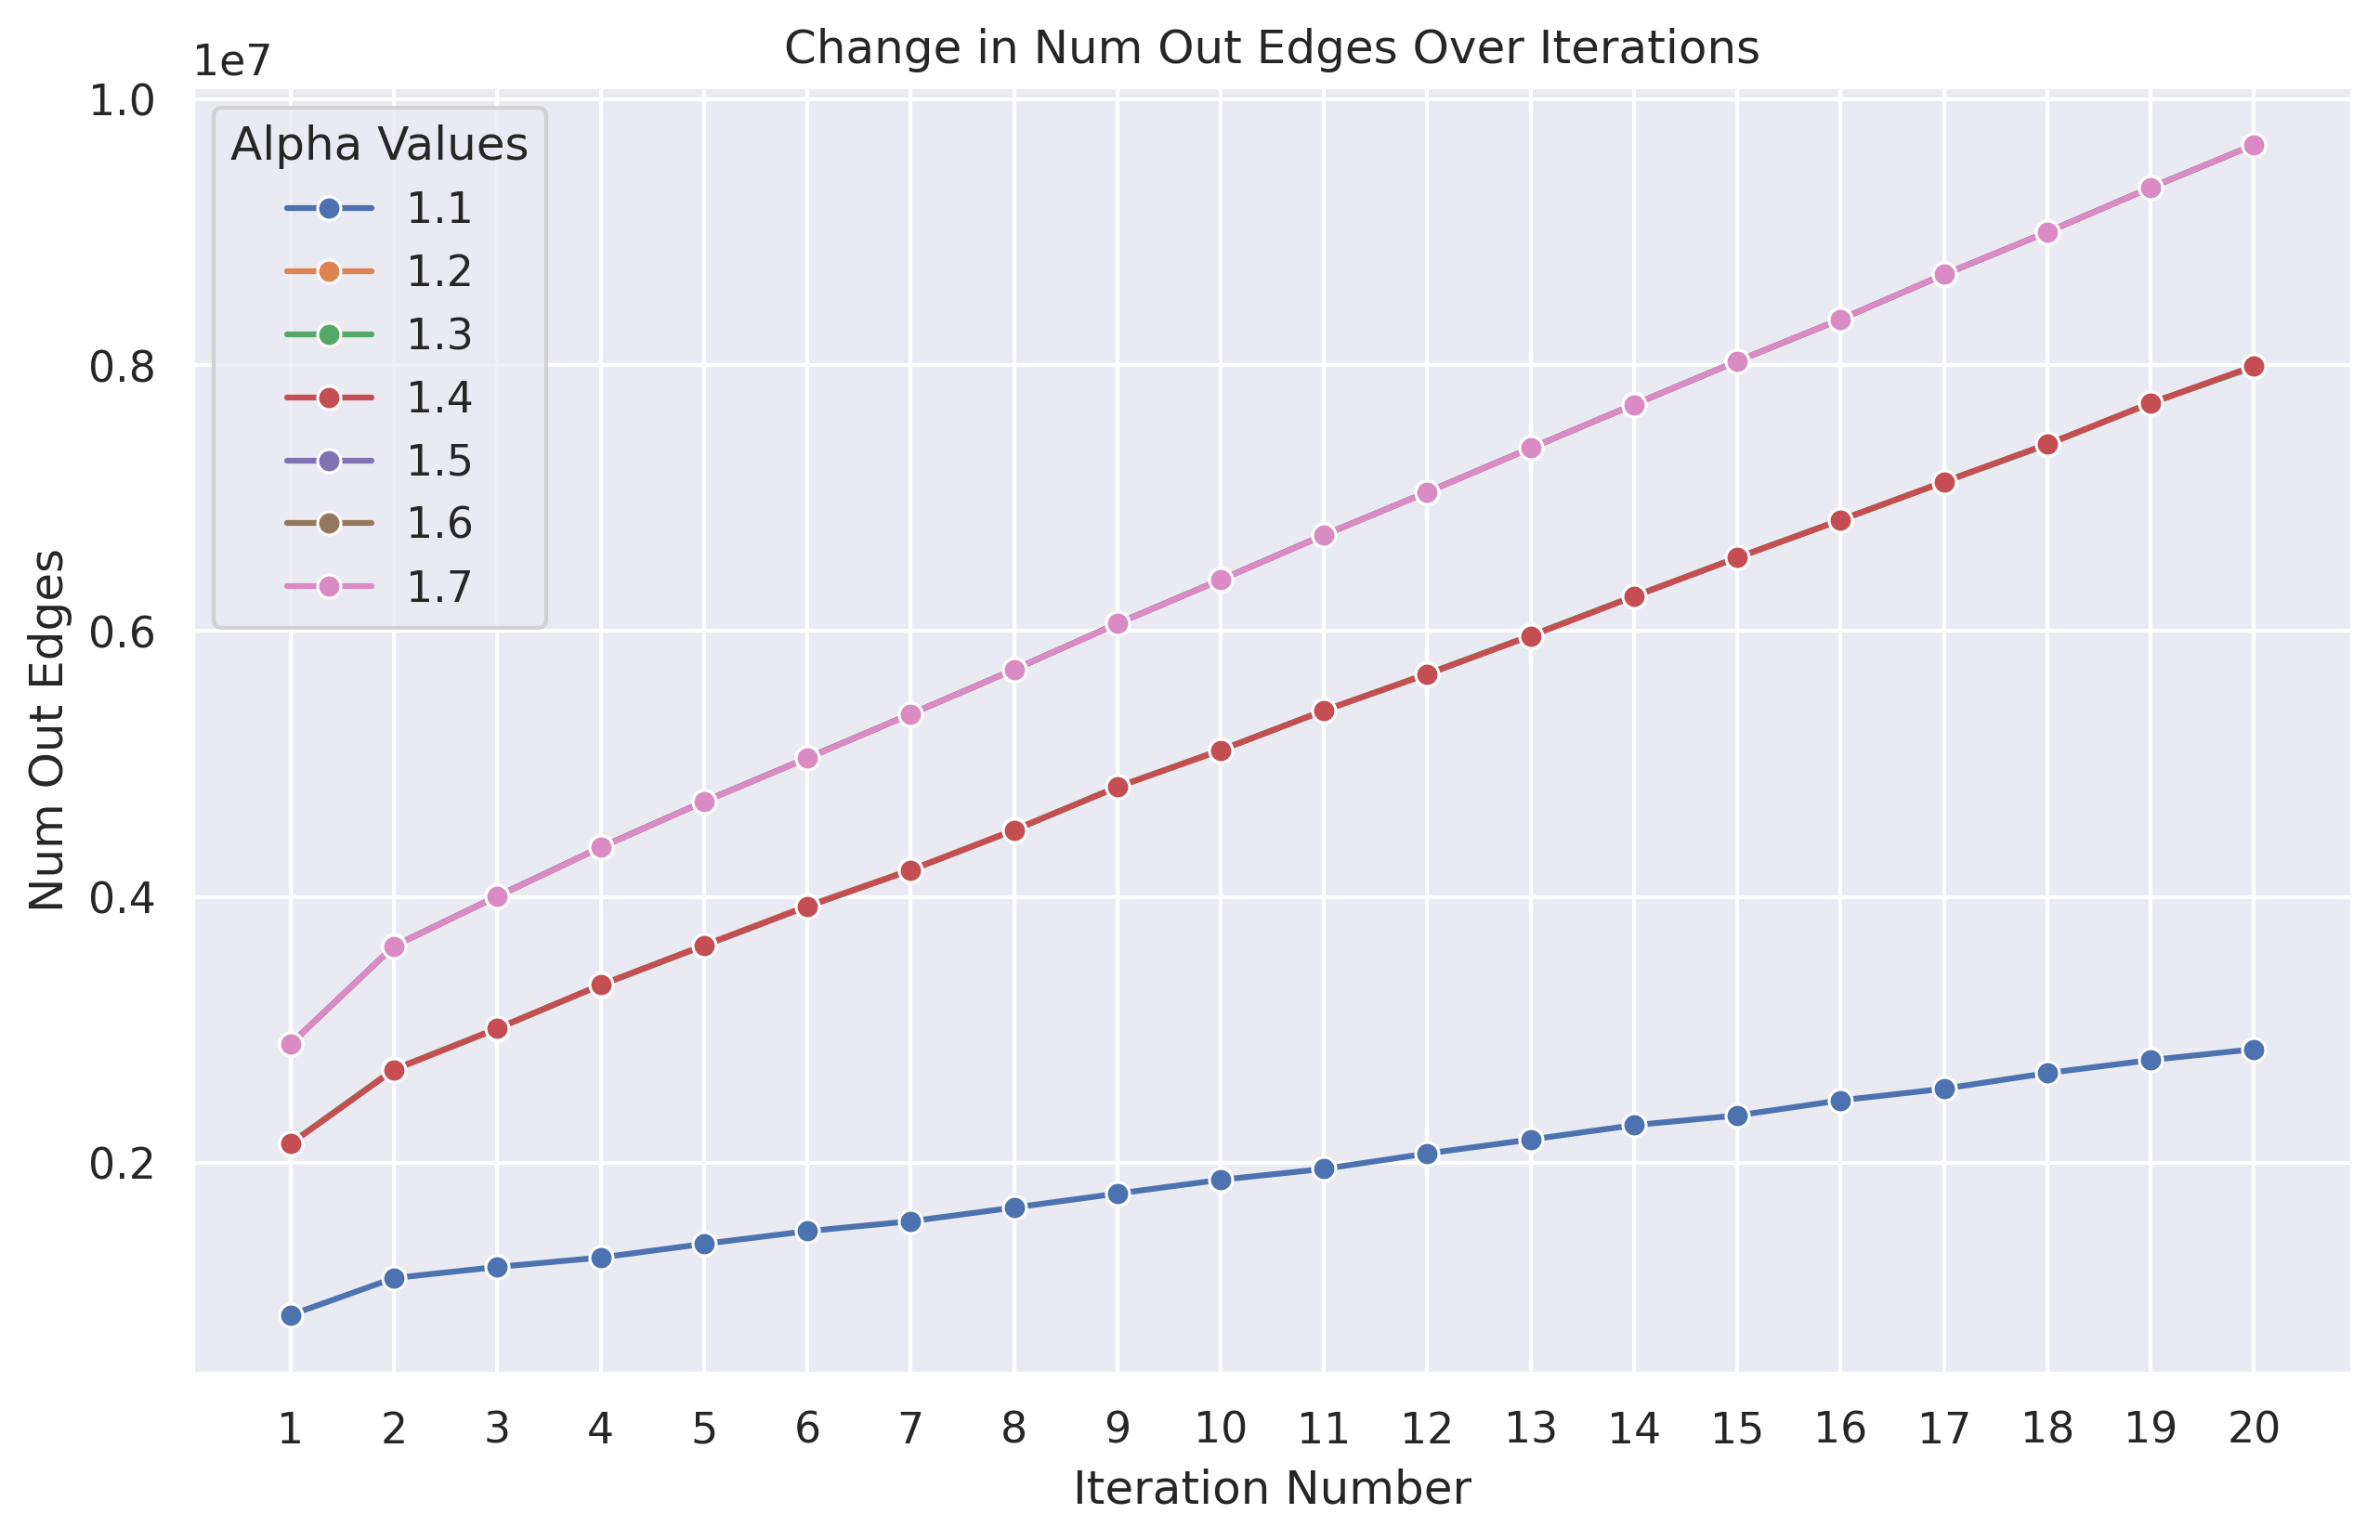 Change in Num Out Edges Over Iterations
1e7
1.0
0.8
0.6
0.4
0.2
Num Out Edges
Alpha Values
1.1
1.2
1.3
1.4
1.5
1.6
1.7
1 2 3 4 5 6 7 8 9 10 11 12 13 14 15 16 17 18 19 20
Iteration Number